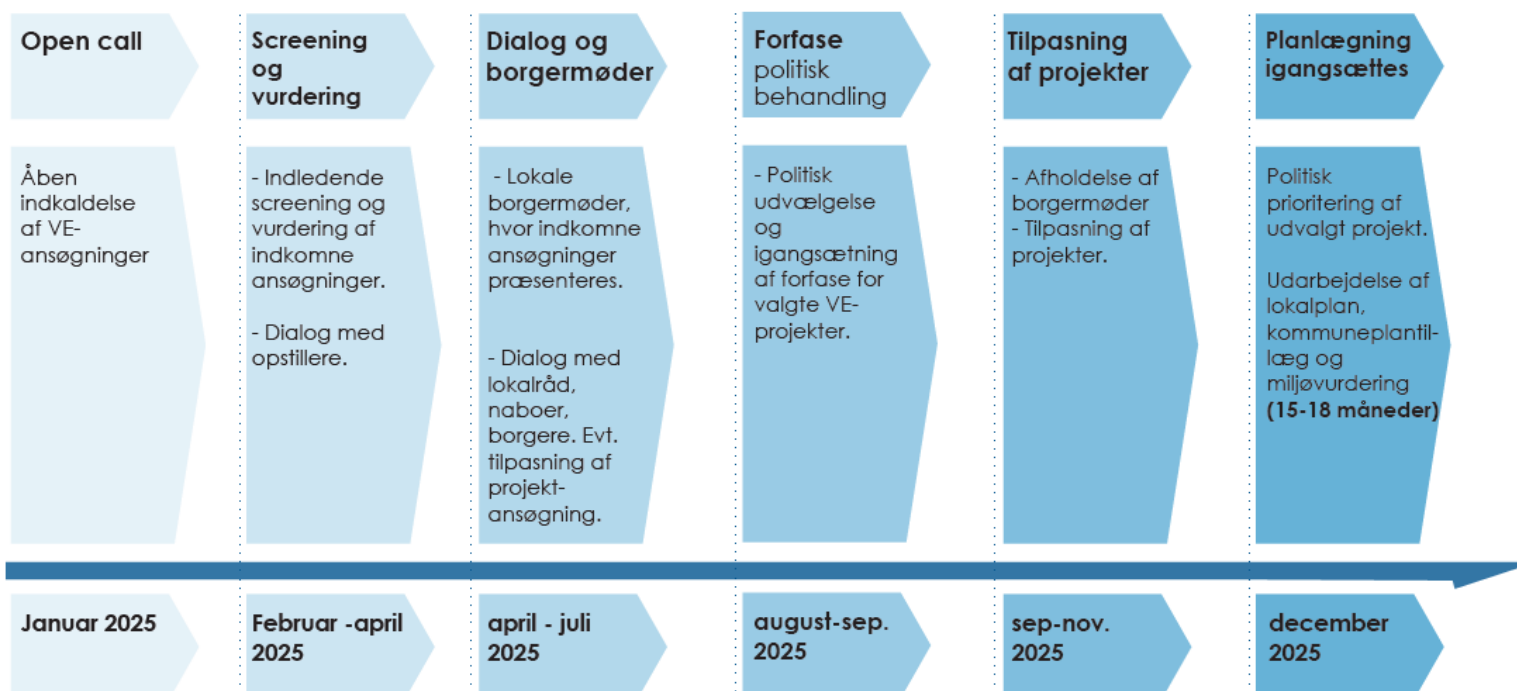 Open call
Screening
og
vurdering
Dialog og
borgermøder
Forfase
politisk
behandling
Tilpasning
af projekter
Planlægning
igangsættes
Åben
indkaldelse
af VE-
ansøgninger
- Indledende
screening og
vurdering af
indkomne
ansøgninger.
- Dialog med
opstillere.
- Lokale
borgermøder,
hvor indkomne
ansøgninger
præsenteres.
- Dialog med
lokalråd,
naboer,
borgere. Evt.
tilpasning af
projekt-
ansøgning.
- Politisk
udvælgelse
og
igangsætning
af forfase for
valgte VE-
projekter.
- Afholdelse af
borgermøder
- Tilpasning af
projekter.
Politisk
prioritering af
udvalgt projekt.
Udarbejdelse af
lokalplan,
kommuneplantil-
læg og
miljøvurdering
(15-18 måneder)
Januar 2025
Februar -april
2025
april - juli
2025
august-sep.
2025
sep-nov.
2025
december
2025